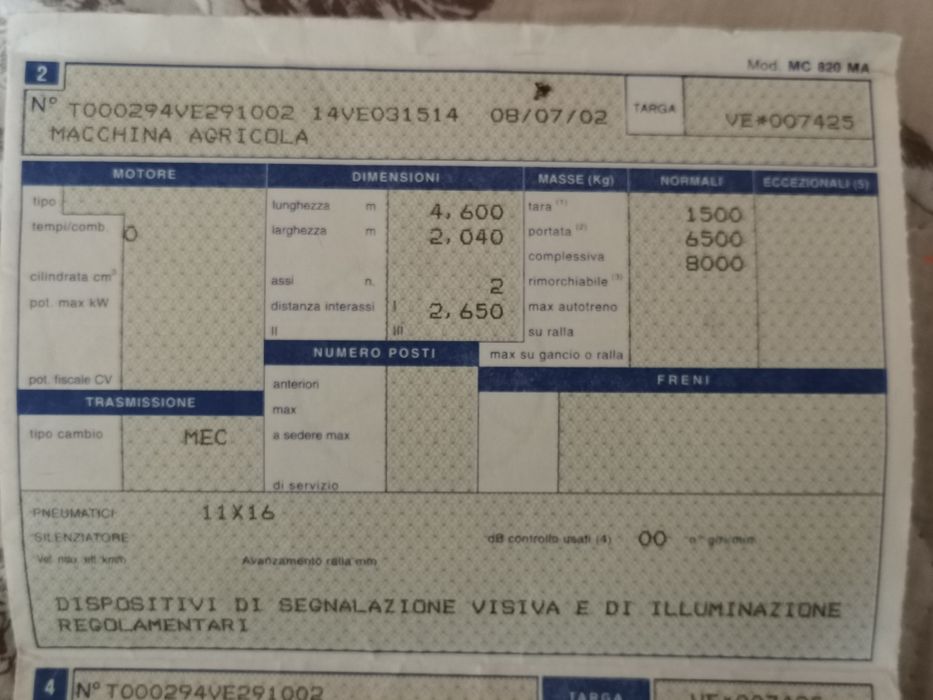 Mod. MC 820 MA
2
N° T000294VE291002 14VE031514 08/07/02 TARGA VE*007425
MACCHINA AGRICOLA
MOTORE DIMENSIONI MASSE (Kg) NORMALI ECCEZIONALI (5)
tipo lunghezza m 4,600 tara (1) 1500
tempi/comb. 0 larghezza m 2,040 portata (2) 6500
complessiva 8000
cilindrata cm³ assi n. 2 rimorchiabile (3)
pot. max kW distanza interassi I 2,650 max autotreno
II III su ralla
NUMERO POSTI max su gancio o ralla
pot. fiscale CV anteriori FRENI
TRASMISSIONE max
tipo cambio MEC a sedere max
di servizio
PNEUMATICI 11X16
SILENZIATORE dB controllo usati (4) 00
Avanzamento ralla mm
DISPOSITIVI DI SEGNALAZIONE VISIVA E DI ILLUMINAZIONE
REGOLAMENTARI
4 N° T000294VE291002 TARGA